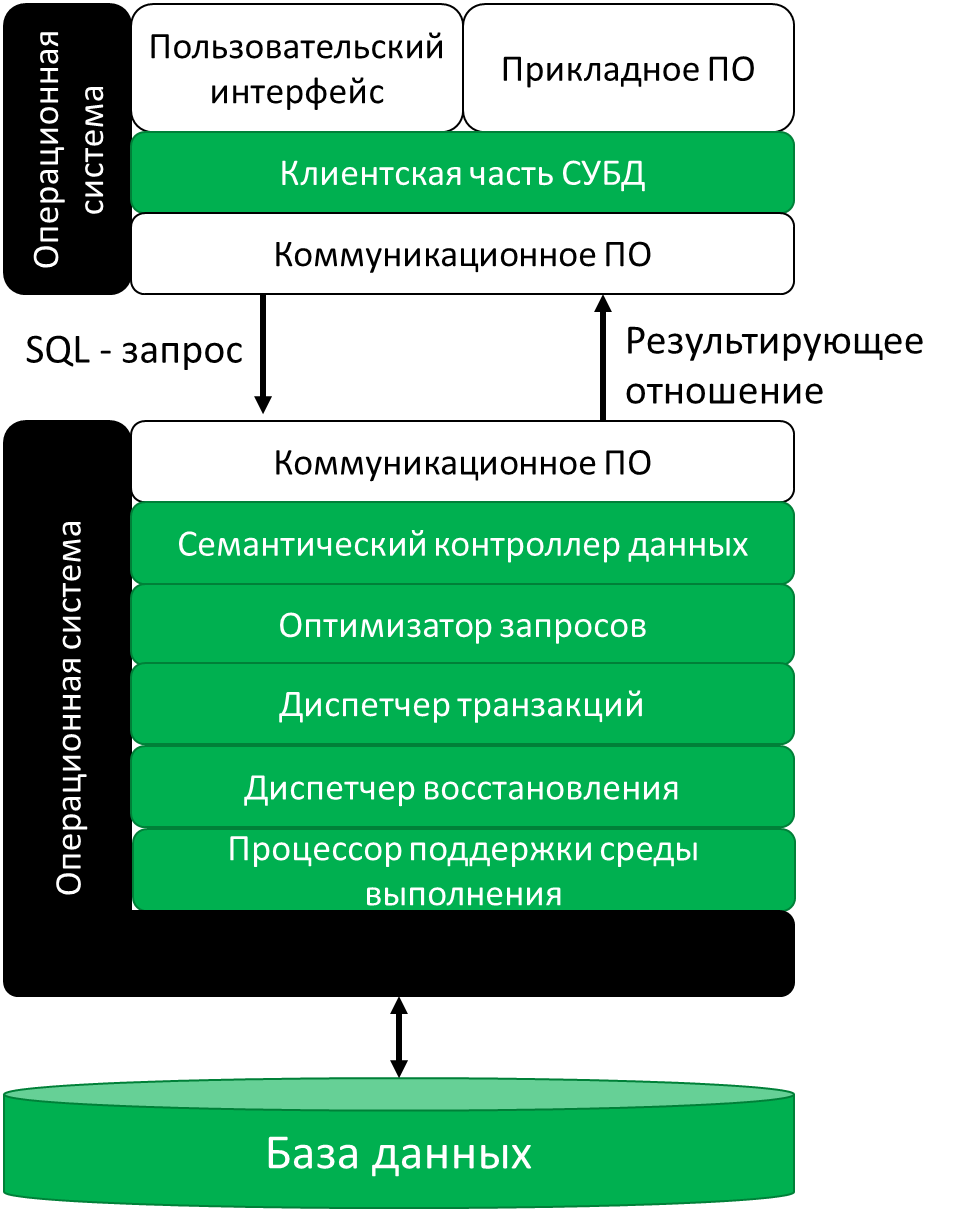 Операционная
система
Пользовательский
интерфейс
Прикладное ПО
Клиентская часть СУБД
Коммуникационное ПО
SQL - запрос
Результирующее
отношение
Операционная система
Коммуникационное ПО
Семантический контроллер данных
Оптимизатор запросов
Диспетчер транзакций
Диспетчер восстановления
Процессор поддержки среды
выполнения
База данных